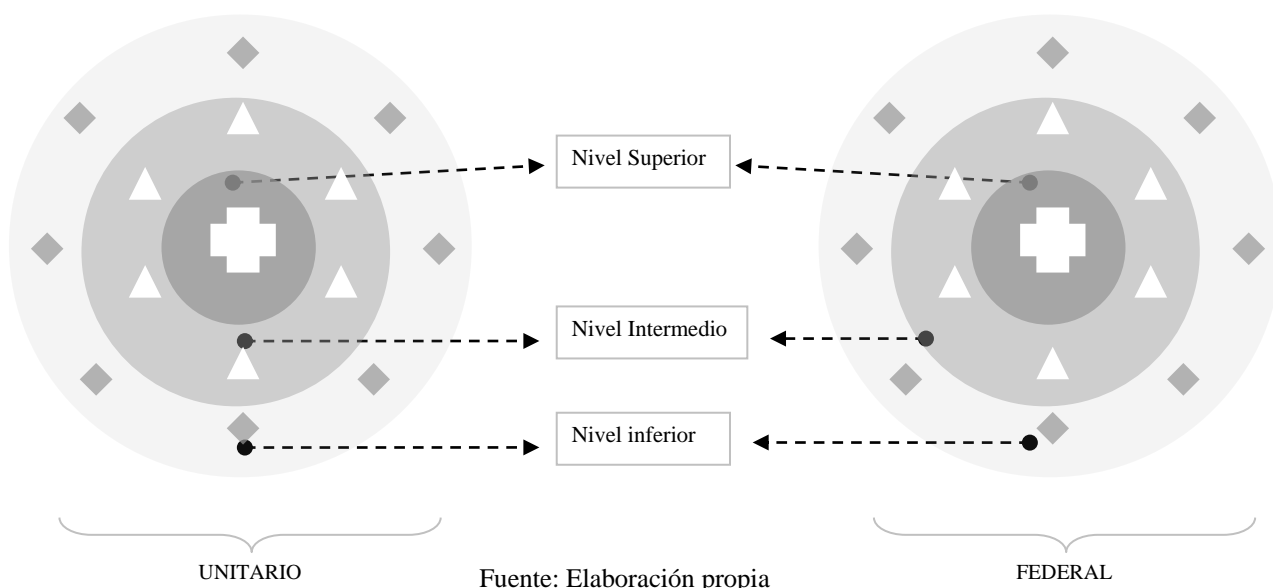 Nivel Superior
Nivel Intermedio
Nivel inferior
UNITARIO
Fuente: Elaboración propia
FEDERAL